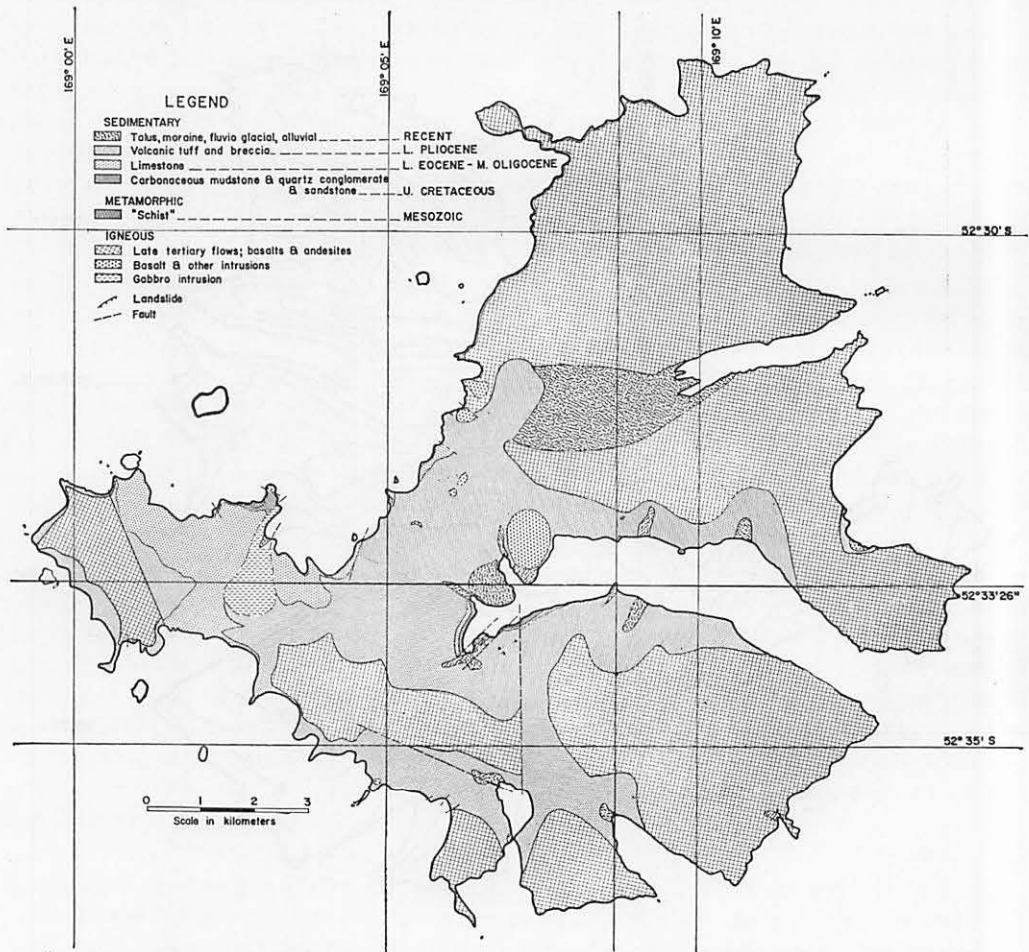 169° 00' E
169° 05' E
169° 10' E
LEGEND
SEDIMENTARY
Talus, moraine, fluvio glacial, alluvial RECENT
Volcanic tuff and breccia L. PLIOCENE
Limestone L. EOCENE - M. OLIGOCENE
Carbonaceous mudstone & quartz conglomerate
& sandstone U. CRETACEOUS
METAMORPHIC
"Schist" MESOZOIC
IGNEOUS
Late tertiary flows; basalts & andesites
Basalt & other intrusions
Gabbro intrusion
Landslide
Fault
52° 30' S
52° 33' 26"
52° 35' S
0 1 2 3
Scale in kilometers